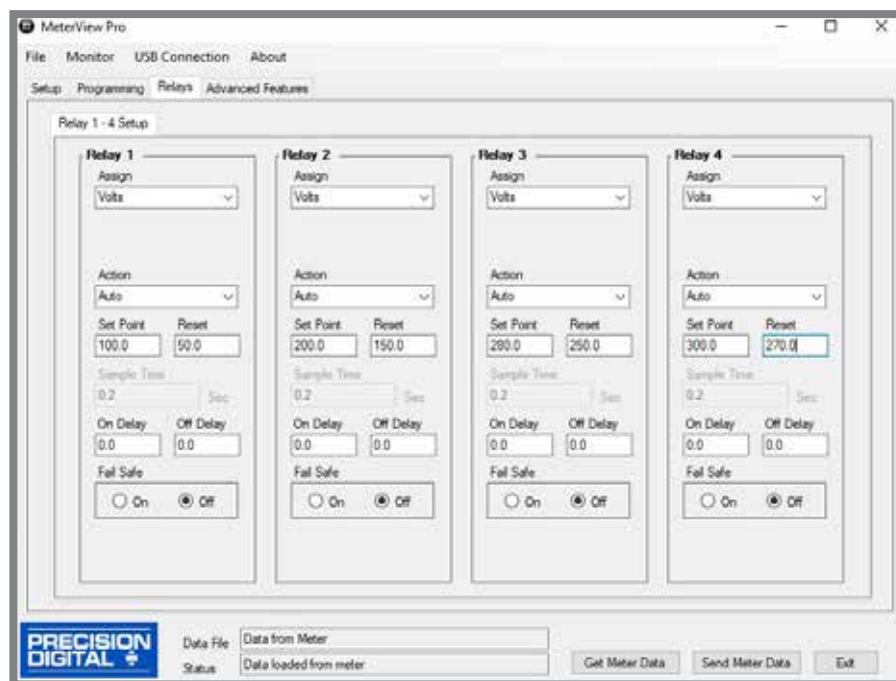 MeterView Pro
File Monitor USB Connection About
Setup Programming Relays Advanced Features
Relay 1 - 4 Setup
Relay 1 Relay 2 Relay 3 Relay 4
Assign Assign Assign Assign
Volts Volts Volts Volts
Action Action Action Action
Auto Auto Auto Auto
Set Point Reset Set Point Reset Set Point Reset Set Point Reset
100.0 50.0 200.0 150.0 280.0 250.0 300.0 270.0
Sample Time Sample Time Sample Time Sample Time
0.2 Sec 0.2 Sec 0.2 Sec 0.2 Sec
On Delay Off Delay On Delay Off Delay On Delay Off Delay On Delay Off Delay
0.0 0.0 0.0 0.0 0.0 0.0 0.0 0.0
Fail Safe Fail Safe Fail Safe Fail Safe
On Off On Off On Off On Off
PRECISION
DIGITAL
Data File Data from Meter
Status Data loaded from meter
Get Meter Data Send Meter Data Exit